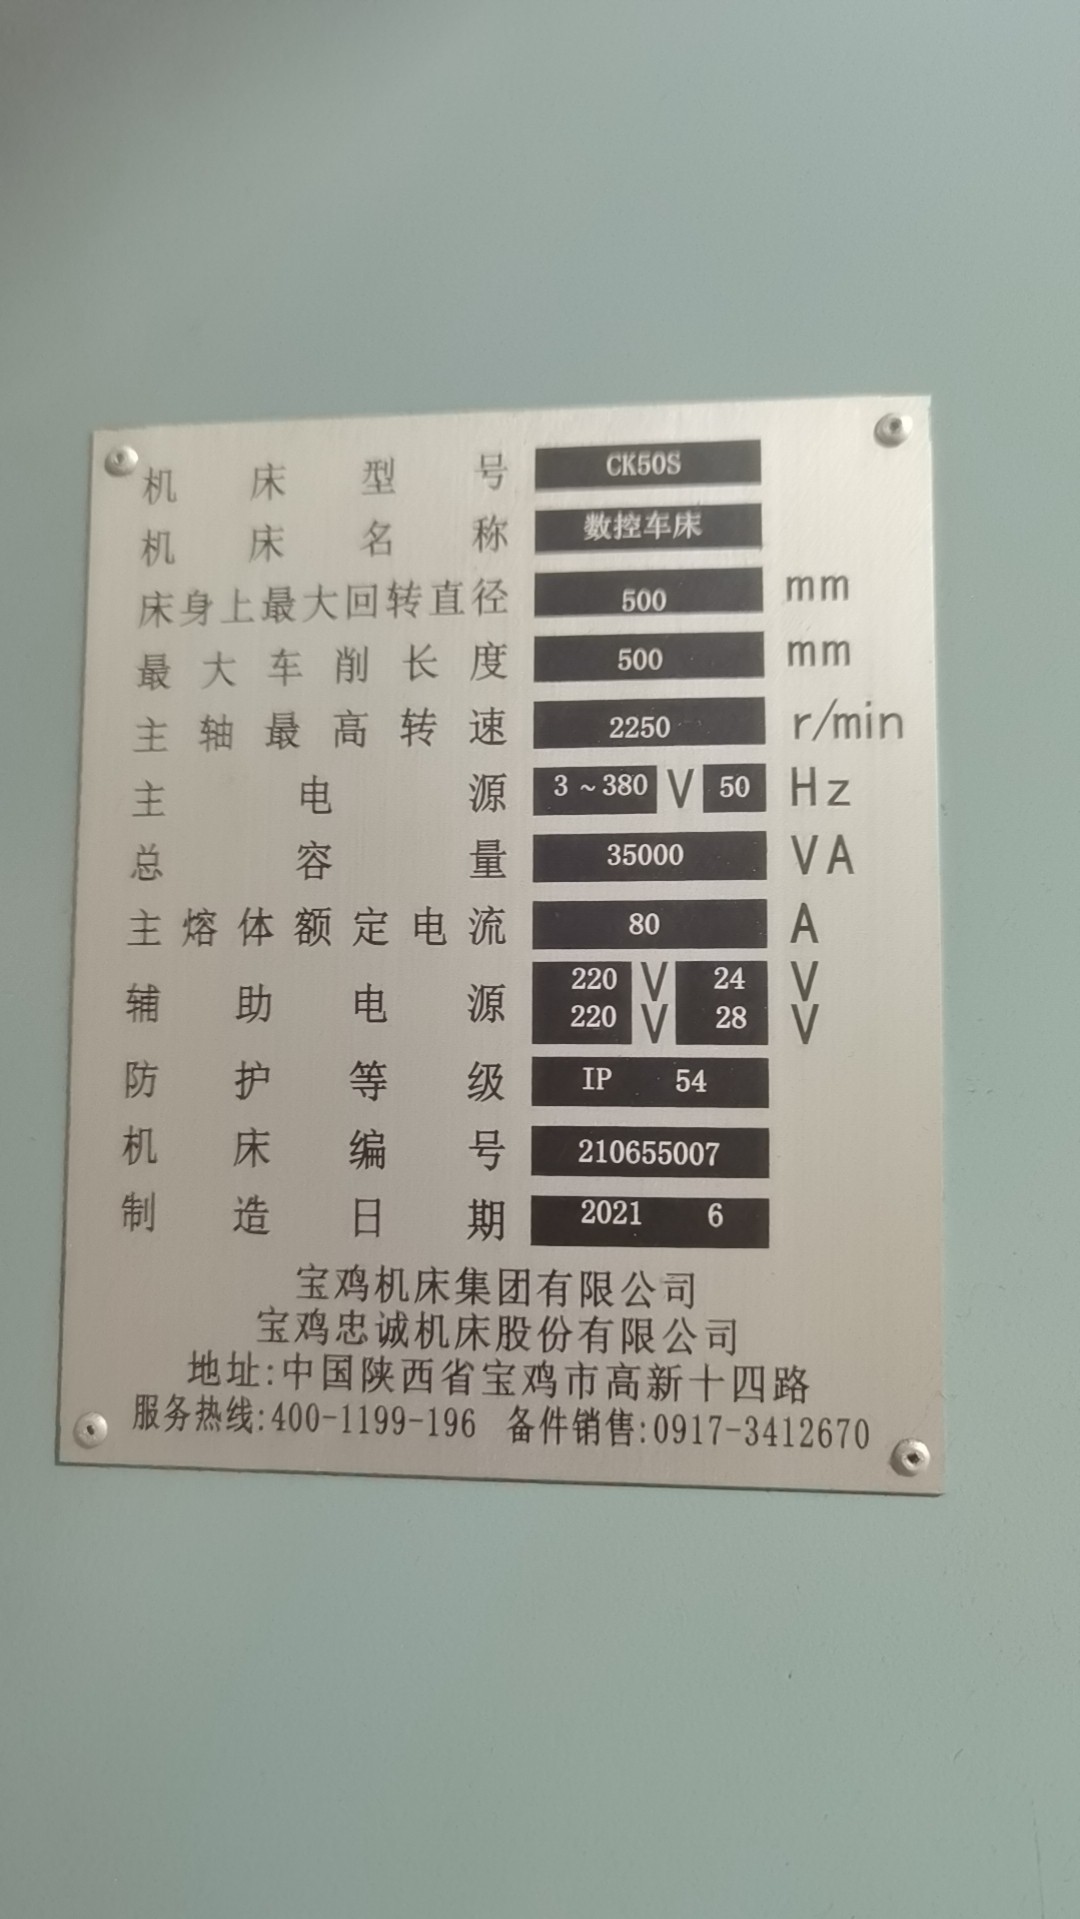 机床型号 CK50S
机床名称 数控车床
床身上最大回转直径 500 mm
最大车削长度 500 mm
主轴最高转速 2250 r/min
主电源 3~380 V 50 Hz
总容量 35000 VA
主熔体额定电流 80 A
辅助电源 220 V 24 V
220 V 28 V
防护等级 IP 54
机床编号 210655007
制造日期 2021 6
宝鸡机床集团有限公司
宝鸡忠诚机床股份有限公司
地址:中国陕西省宝鸡市高新十四路
服务热线:400-1199-196 备件销售:0917-3412670